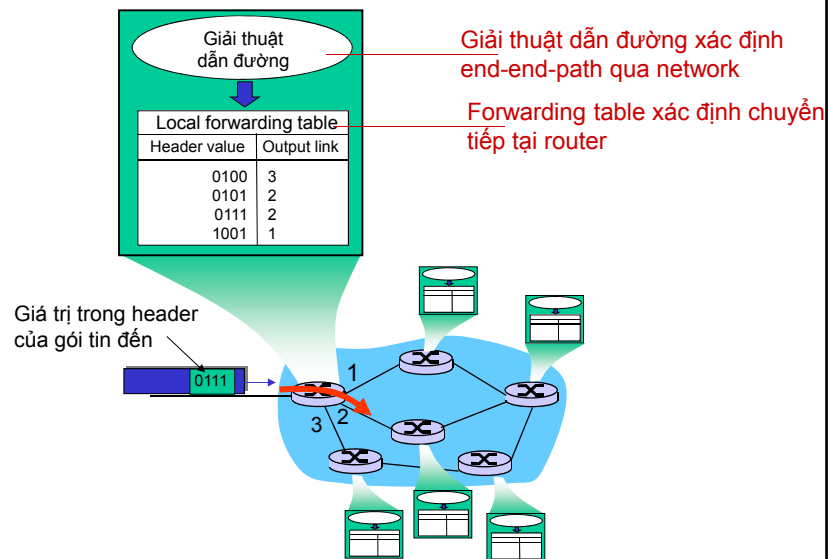 Giải thuật
dẫn đường
Giải thuật dẫn đường xác định
end-end-path qua network
Local forwarding table
Header value Output link
0100 3
0101 2
0111 2
1001 1
Forwarding table xác định chuyển
tiếp tại router
Giá trị trong header
của gói tin đến
0111
1
2
3